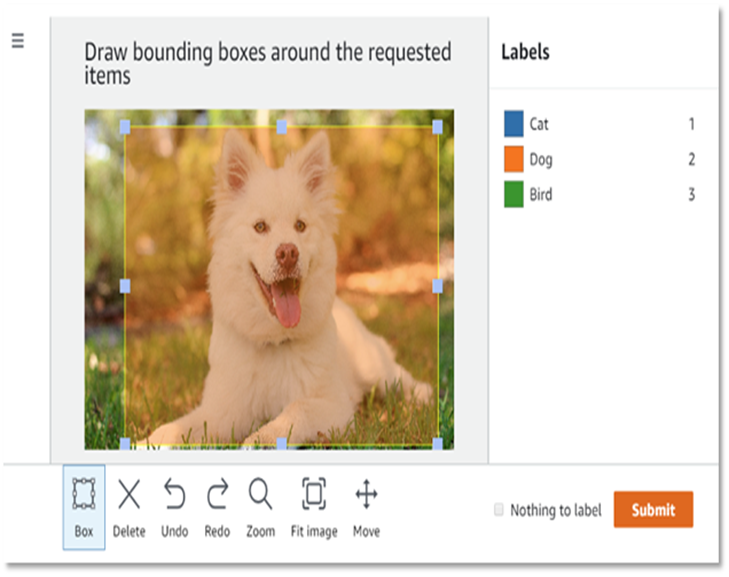 Draw bounding boxes around the requested
items
Labels
Cat 1
Dog 2
Bird 3
Box Delete Undo Redo Zoom Fit image Move
Nothing to label Submit